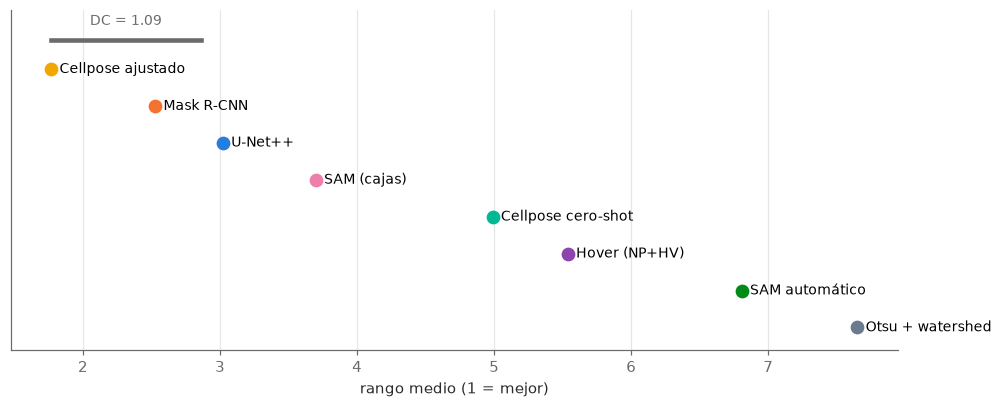 DC = 1.09
Cellpose ajustado
Mask R-CNN
U-Net++
SAM (cajas)
Cellpose cero-shot
Hover (NP+HV)
SAM automático
Otsu + watershed
2 3 4 5 6 7
rango medio (1 = mejor)